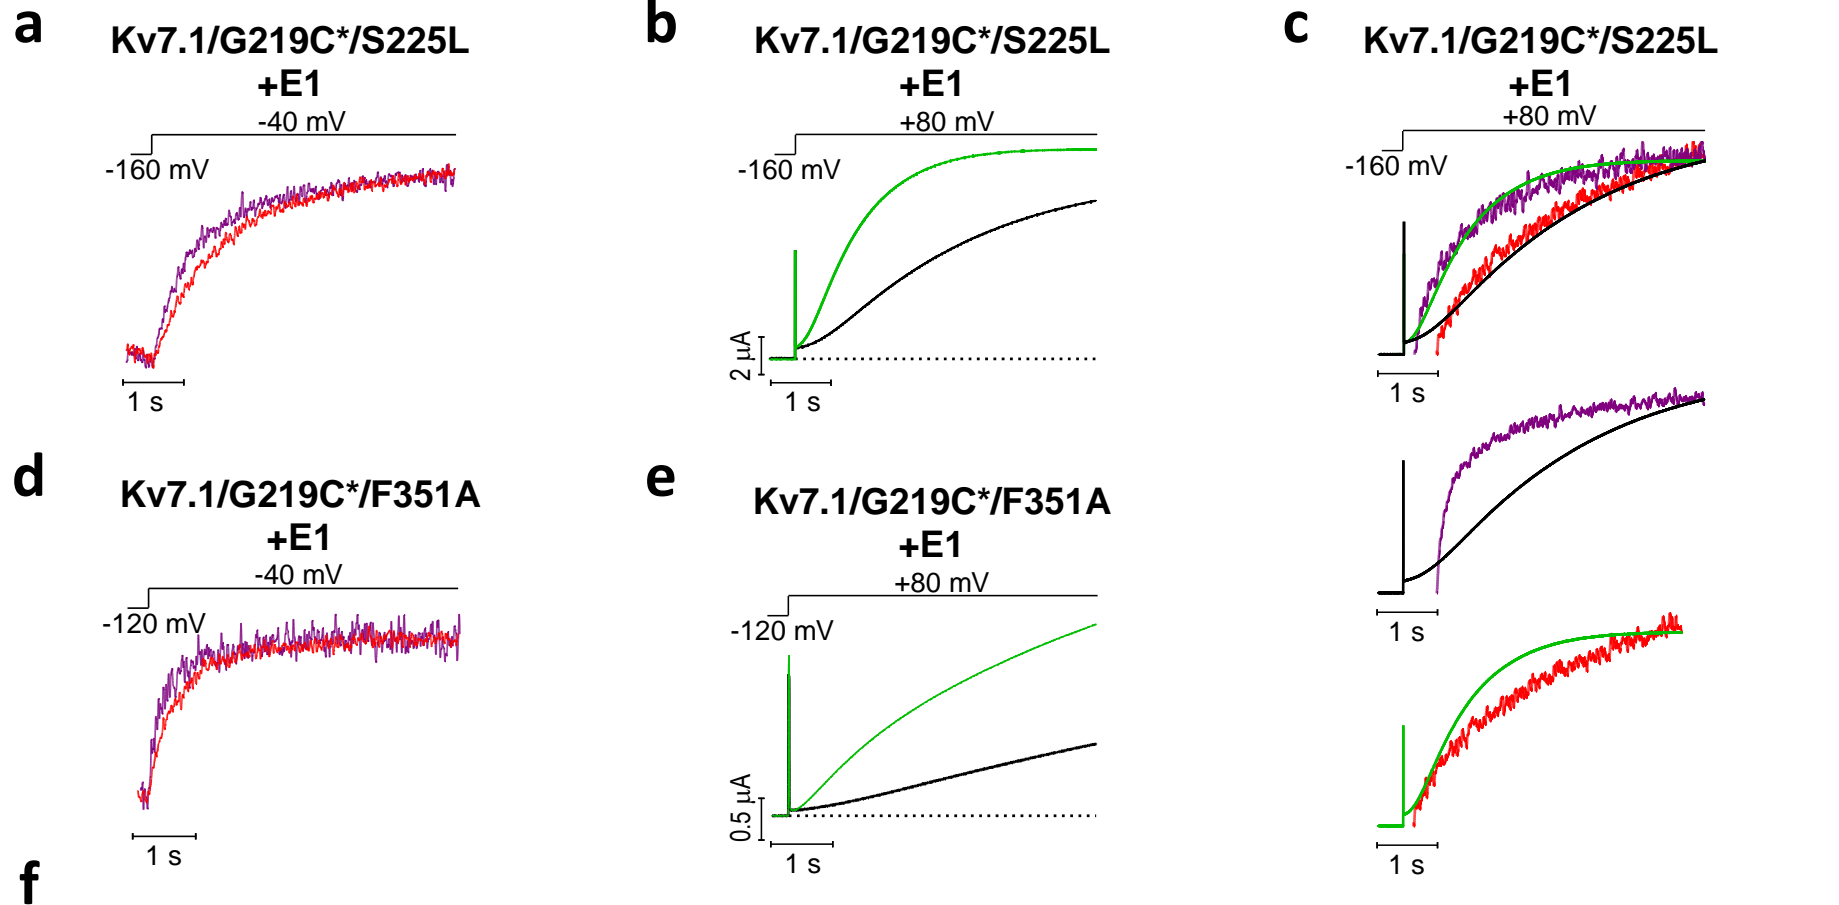 a
Kv7.1/G219C*/S225L
+E1
-40 mV
-160 mV
1 s
b
Kv7.1/G219C*/S225L
+E1
+80 mV
-160 mV
2 µA
1 s
c
Kv7.1/G219C*/S225L
+E1
+80 mV
-160 mV
1 s
1 s
1 s
d
Kv7.1/G219C*/F351A
+E1
-40 mV
-120 mV
1 s
e
Kv7.1/G219C*/F351A
+E1
+80 mV
-120 mV
0.5 µA
1 s
f